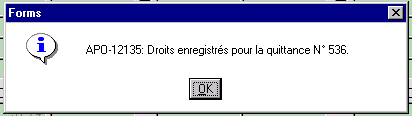 Forms
APO-12135: Droits enregistrés pour la quittance N° 536.
OK